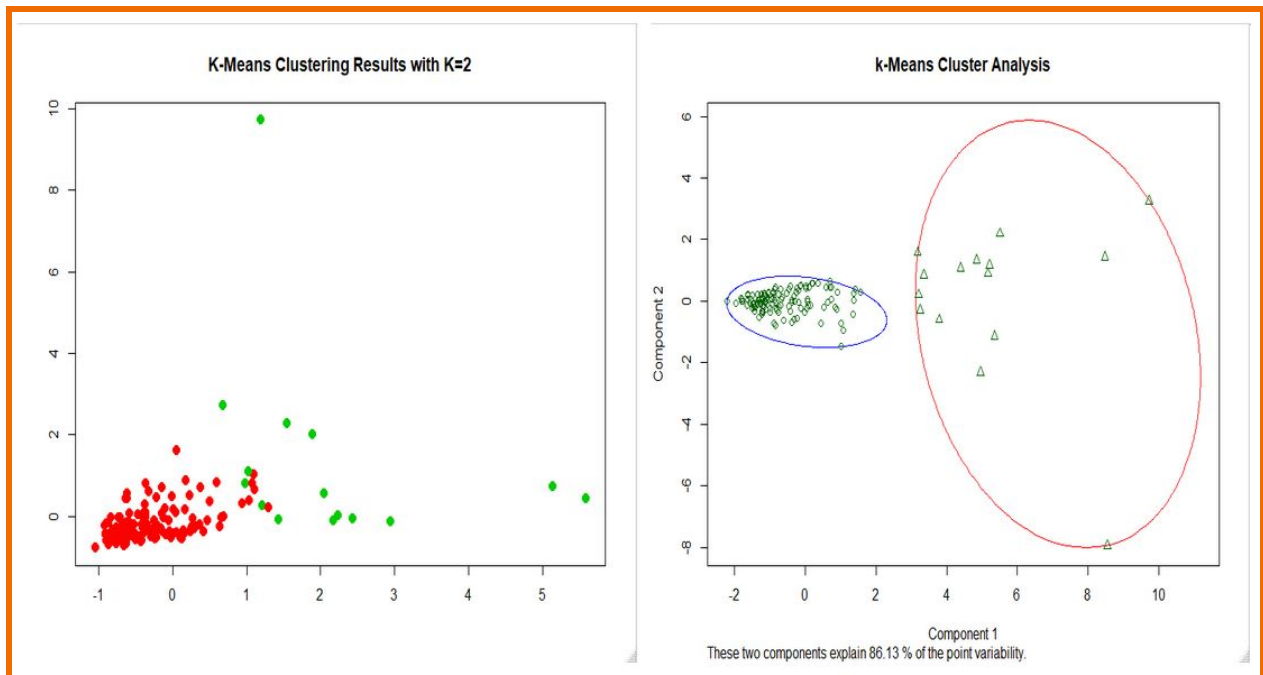 K-Means Clustering Results with K=2
10
8
6
4
2
0
-1 0 1 2 3 4 5
k-Means Cluster Analysis
6
4
2
0
-2
-4
-6
-8
Component 2
-2 0 2 4 6 8 10
Component 1
These two components explain 86.13 % of the point variability.